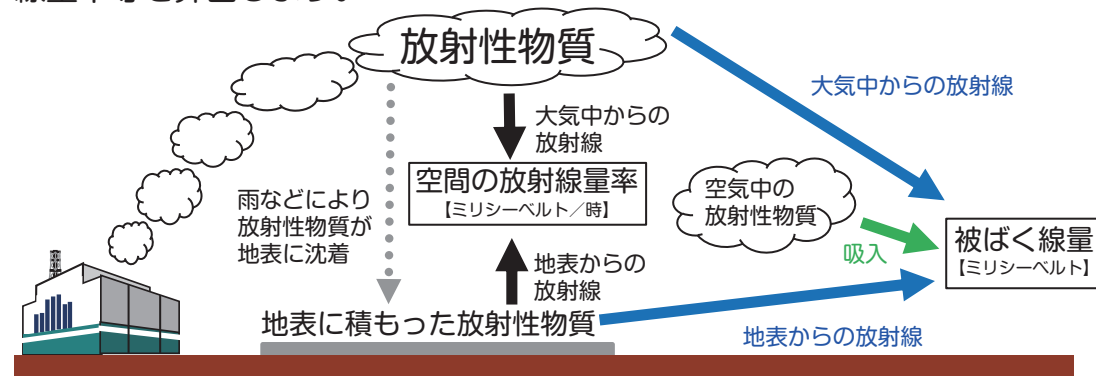 放射性物質
大気中からの放射線
大気中からの
放射線
空間の放射線量率
【ミリシーベルト／時】
空気中の
放射性物質
雨などにより
放射性物質が
地表に沈着
吸入
被ばく線量
【ミリシーベルト】
地表からの
放射線
地表に積もった放射性物質
地表からの放射線